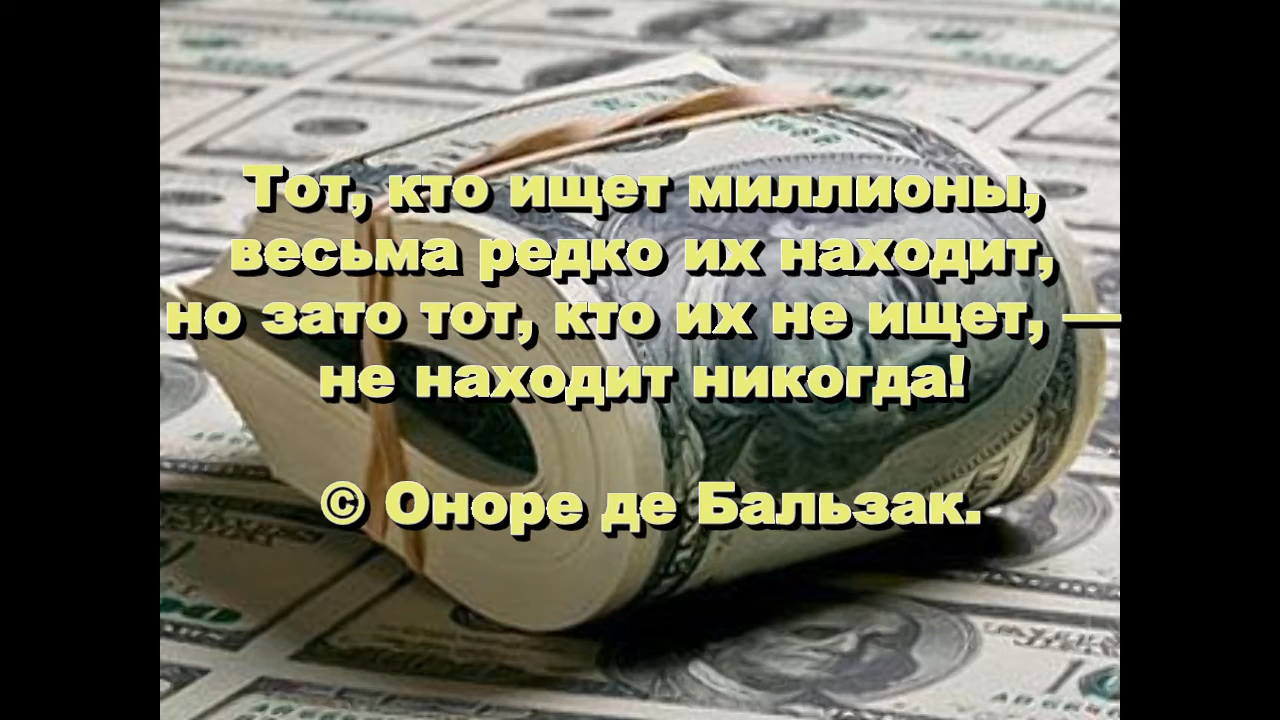 Тот, кто ищет миллионы,
весьма редко их находит,
но зато тот, кто их не ищет, —
не находит никогда!
© Оноре де Бальзак.